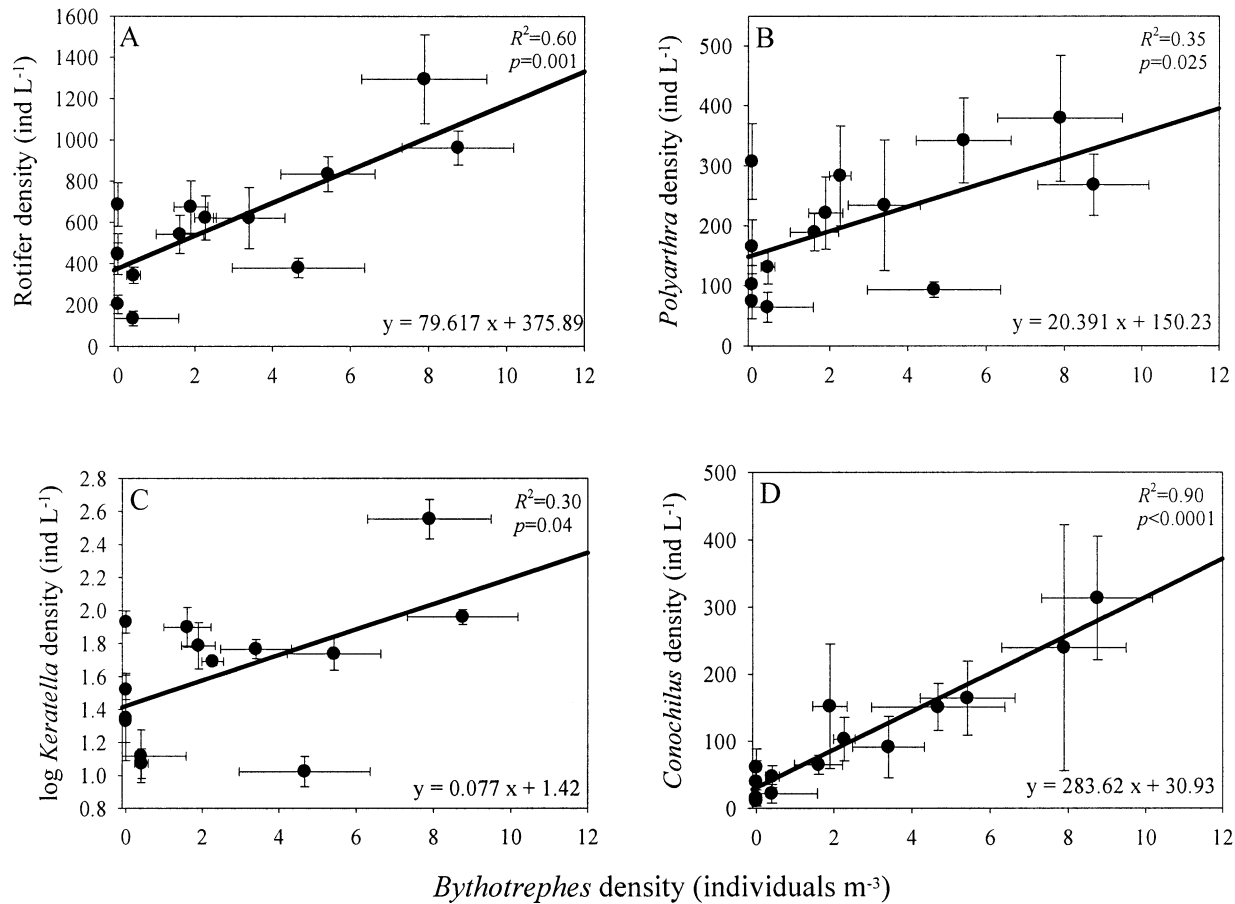 A
R²=0.60
p=0.001
Rotifer density (ind L⁻¹)
1600
1400
1200
1000
800
600
400
200
0
y = 79.617 x + 375.89
0 2 4 6 8 10 12
B
R²=0.35
p=0.025
Polyarthra density (ind L⁻¹)
500
400
300
200
100
0
y = 20.391 x + 150.23
0 2 4 6 8 10 12
C
R²=0.30
p=0.04
log Keratella density (ind L⁻¹)
2.8
2.6
2.4
2.2
2.0
1.8
1.6
1.4
1.2
1.0
0.8
y = 0.077 x + 1.42
0 2 4 6 8 10 12
D
R²=0.90
p<0.0001
Conochilus density (ind L⁻¹)
500
400
300
200
100
0
y = 283.62 x + 30.93
0 2 4 6 8 10 12
Bythotrephes density (individuals m⁻³)